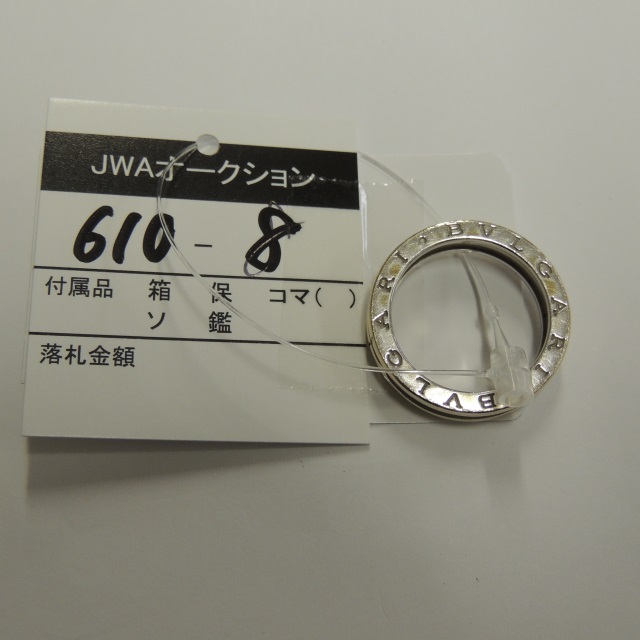 JWAオークション
610 - 8
付属品 箱 保 コマ( )
ソ 鑑
落札金額
BVLGARI BVLGARI